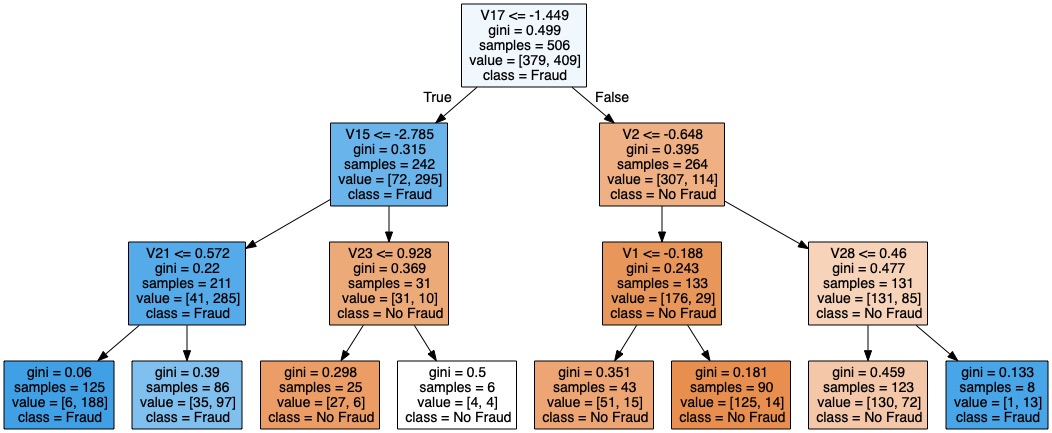 V17 <= -1.449
gini = 0.499
samples = 506
value = [379, 409]
class = Fraud
True
False
V15 <= -2.785
gini = 0.315
samples = 242
value = [72, 295]
class = Fraud
V2 <= -0.648
gini = 0.395
samples = 264
value = [307, 114]
class = No Fraud
V21 <= 0.572
gini = 0.22
samples = 211
value = [41, 285]
class = Fraud
V23 <= 0.928
gini = 0.369
samples = 31
value = [31, 10]
class = No Fraud
V1 <= -0.188
gini = 0.243
samples = 133
value = [176, 29]
class = No Fraud
V28 <= 0.46
gini = 0.477
samples = 131
value = [131, 85]
class = No Fraud
gini = 0.06
samples = 125
value = [6, 188]
class = Fraud
gini = 0.39
samples = 86
value = [35, 97]
class = Fraud
gini = 0.298
samples = 25
value = [27, 6]
class = No Fraud
gini = 0.5
samples = 6
value = [4, 4]
class = No Fraud
gini = 0.351
samples = 43
value = [51, 15]
class = No Fraud
gini = 0.181
samples = 90
value = [125, 14]
class = No Fraud
gini = 0.459
samples = 123
value = [130, 72]
class = No Fraud
gini = 0.133
samples = 8
value = [1, 13]
class = Fraud